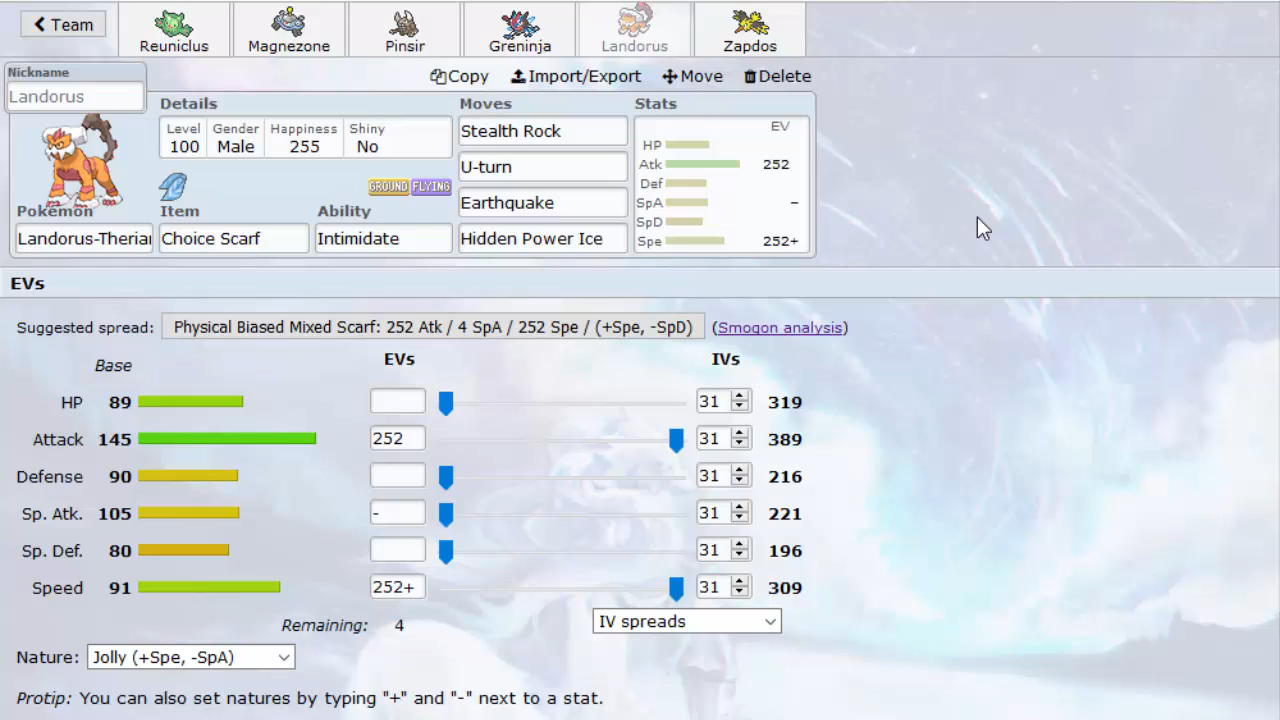 Team
Reuniclus
Magnezone
Pinsir
Greninja
Landorus
Zapdos
Nickname
Landorus
Copy Import/Export Move Delete
Details
Moves
Stats
Level Gender Happiness Shiny
100 Male 255 No
GROUND FLYING
Pokémon
Item
Ability
Landorus-Theria
Choice Scarf
Intimidate
Stealth Rock
U-turn
Earthquake
Hidden Power Ice
EV
HP
Atk 252
Def
SpA –
SpD
Spe 252+
EVs
Suggested spread: Physical Biased Mixed Scarf: 252 Atk / 4 SpA / 252 Spe / (+Spe, -SpD) (Smogon analysis)
Base EVs IVs
HP 89 31 319
Attack 145 252 31 389
Defense 90 31 216
Sp. Atk. 105 - 31 221
Sp. Def. 80 31 196
Speed 91 252+ 31 309
Remaining: 4 IV spreads
Nature: Jolly (+Spe, -SpA)
Protip: You can also set natures by typing "+" and "-" next to a stat.